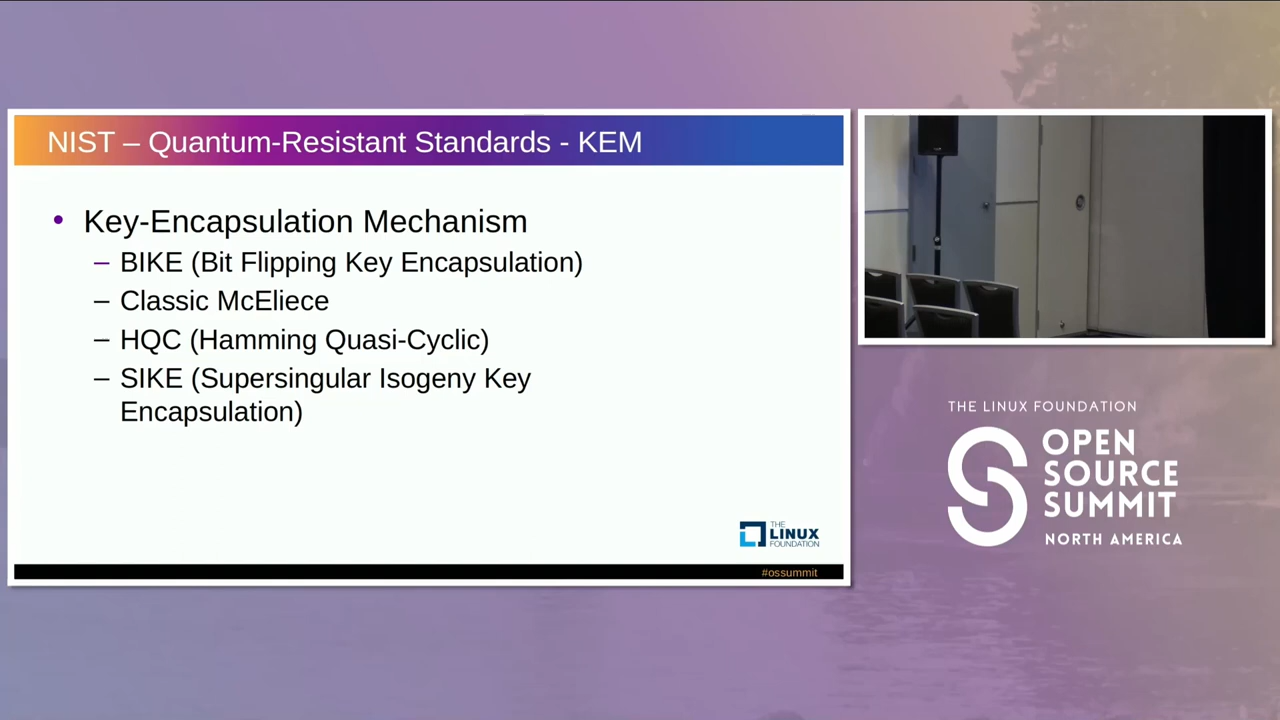 NIST – Quantum-Resistant Standards - KEM
• Key-Encapsulation Mechanism
– BIKE (Bit Flipping Key Encapsulation)
– Classic McEliece
– HQC (Hamming Quasi-Cyclic)
– SIKE (Supersingular Isogeny Key
Encapsulation)
THE
LINUX
FOUNDATION
#ossummit
THE LINUX FOUNDATION
OPEN
SOURCE
SUMMIT
NORTH AMERICA